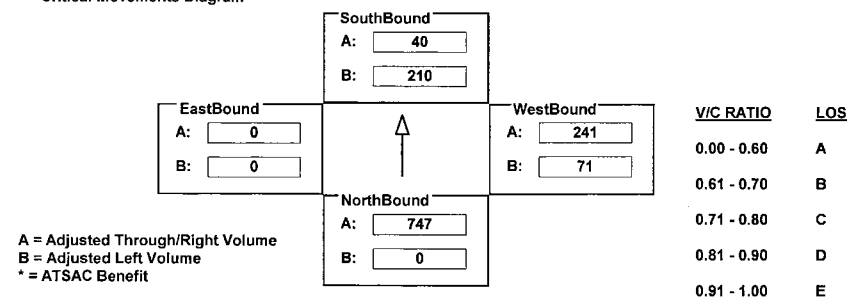 Critical Movements Diagram
SouthBound
A: 40
B: 210
EastBound
A: 0
B: 0
WestBound
A: 241
B: 71
NorthBound
A: 747
B: 0
A = Adjusted Through/Right Volume
B = Adjusted Left Volume
* = ATSAC Benefit
V/C RATIO LOS
0.00 - 0.60 A
0.61 - 0.70 B
0.71 - 0.80 C
0.81 - 0.90 D
0.91 - 1.00 E